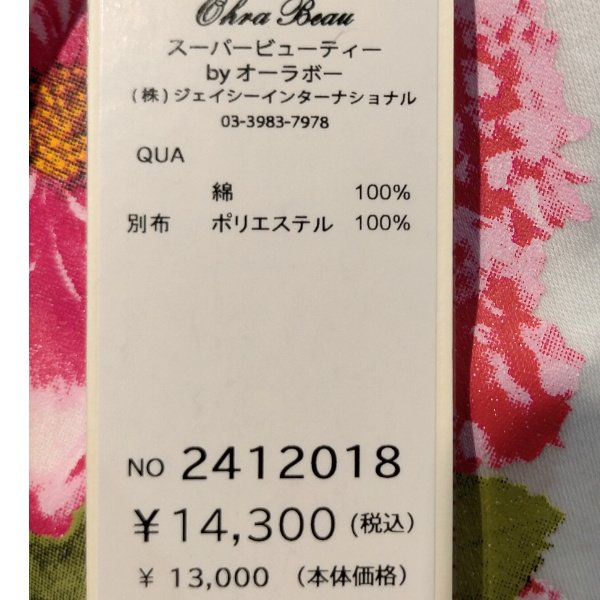 Ohra Beau
スーパービューティー
by オーラボー
(株)ジェイシーインターナショナル
03-3983-7978
QUA
綿 100%
別布 ポリエステル 100%
NO 2412018
¥14,300(税込)
¥ 13,000 (本体価格)